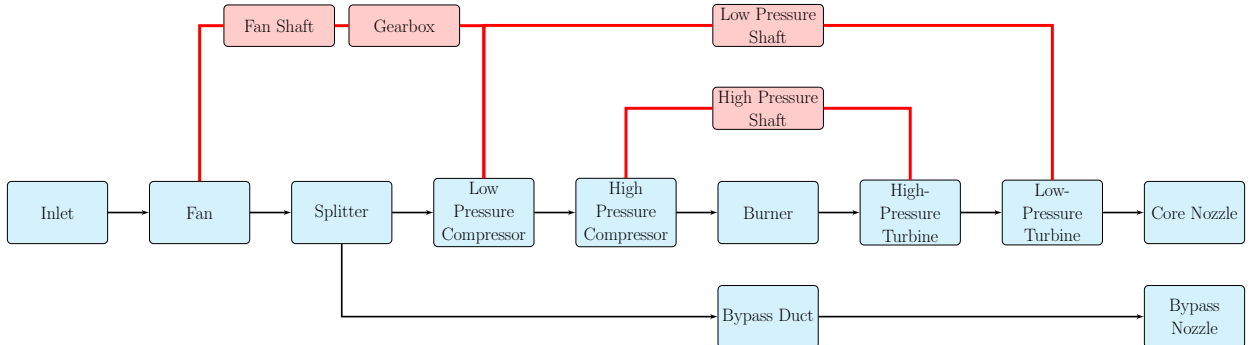 Fan Shaft
Gearbox
Low Pressure
Shaft
High Pressure
Shaft
Inlet
Fan
Splitter
Low
Pressure
Compressor
High
Pressure
Compressor
Burner
High-
Pressure
Turbine
Low-
Pressure
Turbine
Core Nozzle
Bypass Duct
Bypass
Nozzle